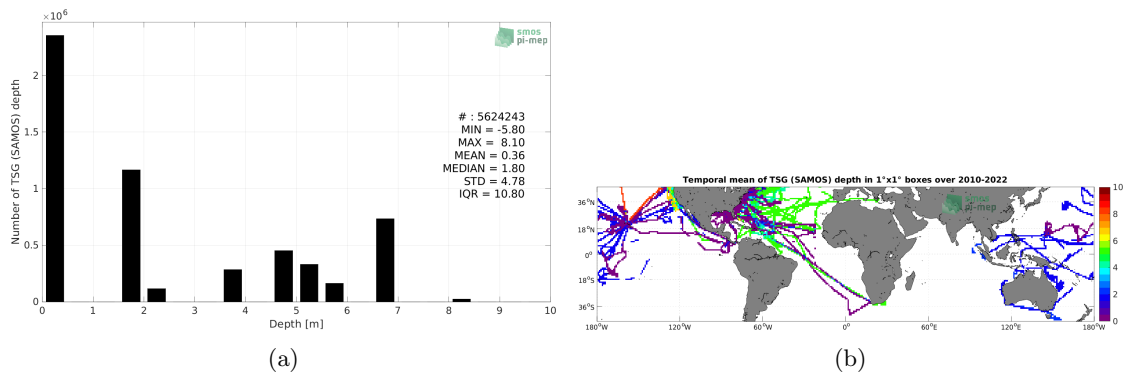 ×10⁶
smos
pi-mep
2
1.5
1
0.5
0
Number of TSG (SAMOS) depth
# : 5624243
MIN = -5.80
MAX = 8.10
MEAN = 0.36
MEDIAN = 1.80
STD = 4.78
IQR = 10.80
0 1 2 3 4 5 6 7 8 9 10
Depth [m]
(a)
Temporal mean of TSG (SAMOS) depth in 1°x1° boxes over 2010-2022
smos
pi-mep
36°N
18°N
0°
18°S
36°S
180°W 120°W 60°W 0° 60°E 120°E 180°E
10
8
6
4
2
0
(b)